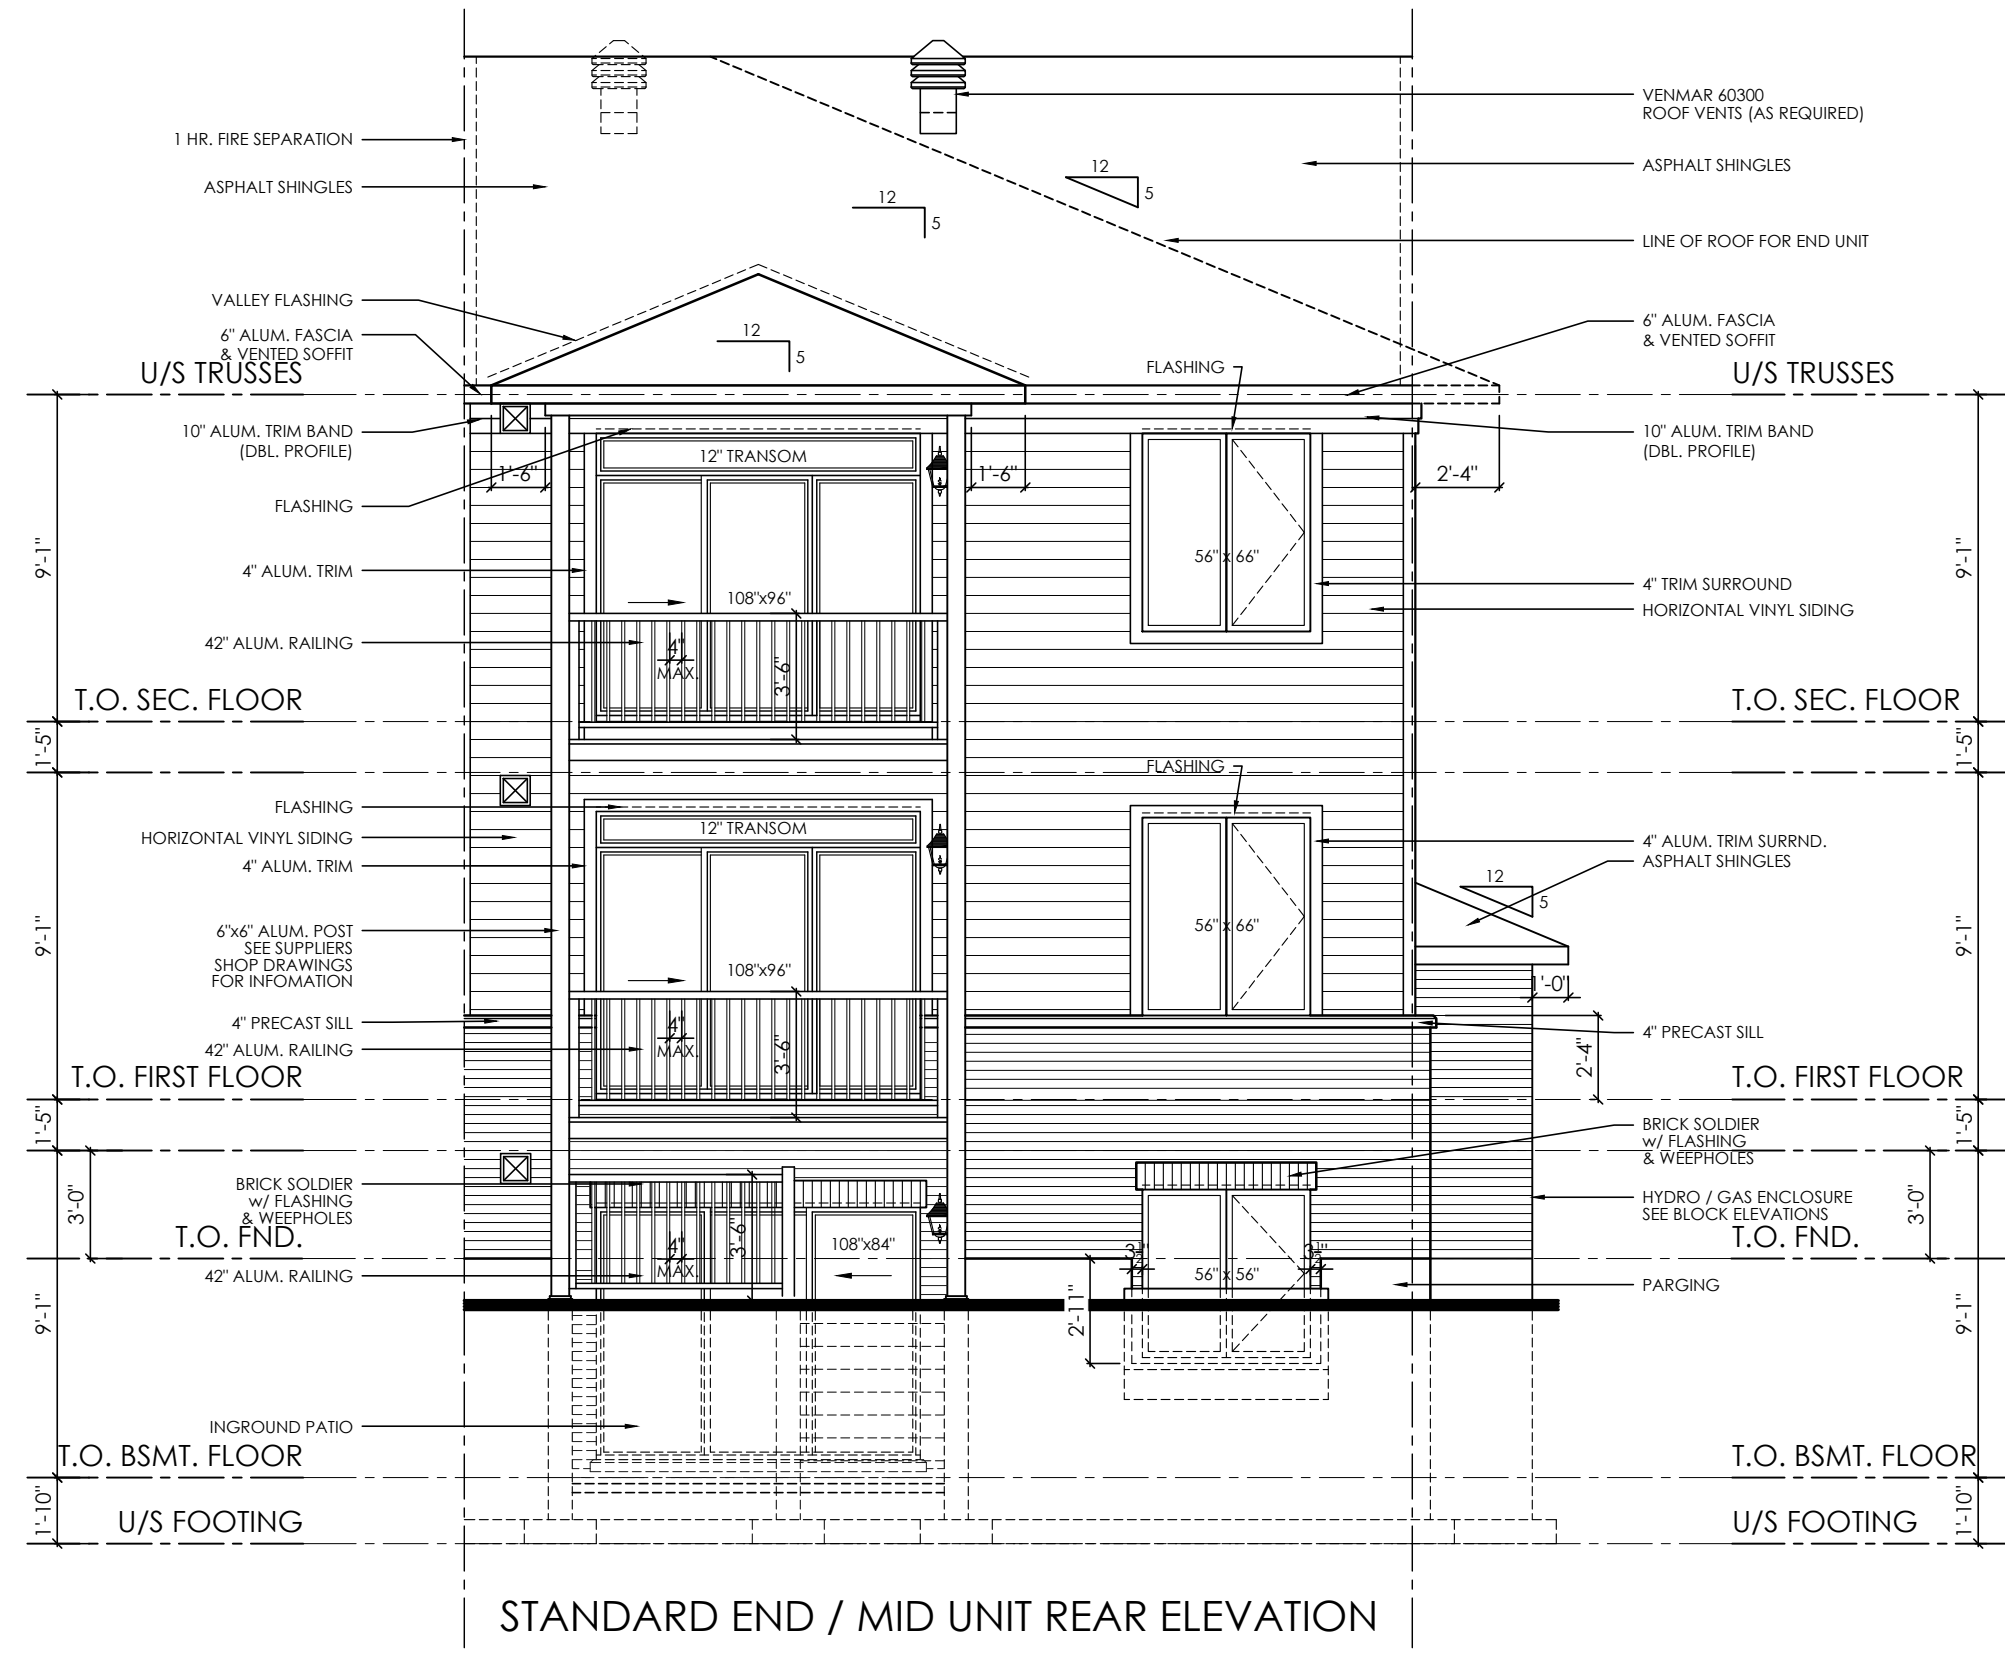 VENMAR 60300
ROOF VENTS (AS REQUIRED)
1 HR. FIRE SEPARATION
ASPHALT SHINGLES
ASPHALT SHINGLES
12
5
12
5
LINE OF ROOF FOR END UNIT
VALLEY FLASHING
6" ALUM. FASCIA
& VENTED SOFFIT
6" ALUM. FASCIA
& VENTED SOFFIT
12
5
FLASHING
U/S TRUSSES
U/S TRUSSES
10" ALUM. TRIM BAND
(DBL. PROFILE)
10" ALUM. TRIM BAND
(DBL. PROFILE)
12" TRANSOM
1'-6"
1'-6"
2'-4"
FLASHING
9'-1"
9'-1"
56" x 66"
4" ALUM. TRIM
4" TRIM SURROUND
108"x96"
HORIZONTAL VINYL SIDING
42" ALUM. RAILING
4"
MAX.
3'-6"
T.O. SEC. FLOOR
T.O. SEC. FLOOR
1'-5"
1'-5"
FLASHING
FLASHING
12" TRANSOM
HORIZONTAL VINYL SIDING
4" ALUM. TRIM SURRND.
4" ALUM. TRIM
ASPHALT SHINGLES
12
5
9'-1"
9'-1"
56" x 66"
6"x6" ALUM. POST
SEE SUPPLIERS
SHOP DRAWINGS
FOR INFOMATION
108"x96"
1'-0"
4" PRECAST SILL
4" PRECAST SILL
4"
MAX.
42" ALUM. RAILING
3'-6"
2'-4"
T.O. FIRST FLOOR
T.O. FIRST FLOOR
1'-5"
1'-5"
BRICK SOLDIER
w/ FLASHING
& WEEPHOLES
BRICK SOLDIER
w/ FLASHING
& WEEPHOLES
3'-0"
3'-0"
HYDRO / GAS ENCLOSURE
SEE BLOCK ELEVATIONS
T.O. FND.
T.O. FND.
4"
MAX.
3'-6"
108"x84"
3½"
3½"
56" x 56"
42" ALUM. RAILING
PARGING
9'-1"
9'-1"
2'-11"
INGROUND PATIO
T.O. BSMT. FLOOR
T.O. BSMT. FLOOR
1'-10"
1'-10"
U/S FOOTING
U/S FOOTING
STANDARD END / MID UNIT REAR ELEVATION